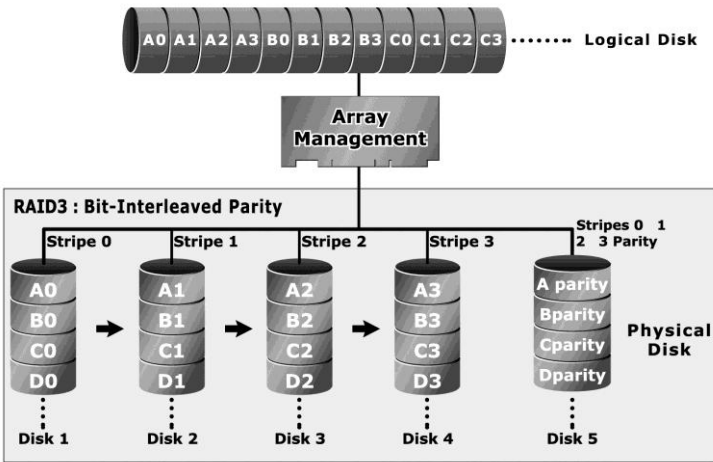 A0 A1 A2 A3 B0 B1 B2 B3 C0 C1 C2 C3 Logical Disk
Array
Management
RAID3 : Bit-Interleaved Parity
Stripe 0 Stripe 1 Stripe 2 Stripe 3 Stripes 0 1
2 3 Parity
A0 A1 A2 A3 A parity
B0 B1 B2 B3 Bparity
C0 C1 C2 C3 Cparity
D0 D1 D2 D3 Dparity
Physical
Disk
Disk 1 Disk 2 Disk 3 Disk 4 Disk 5